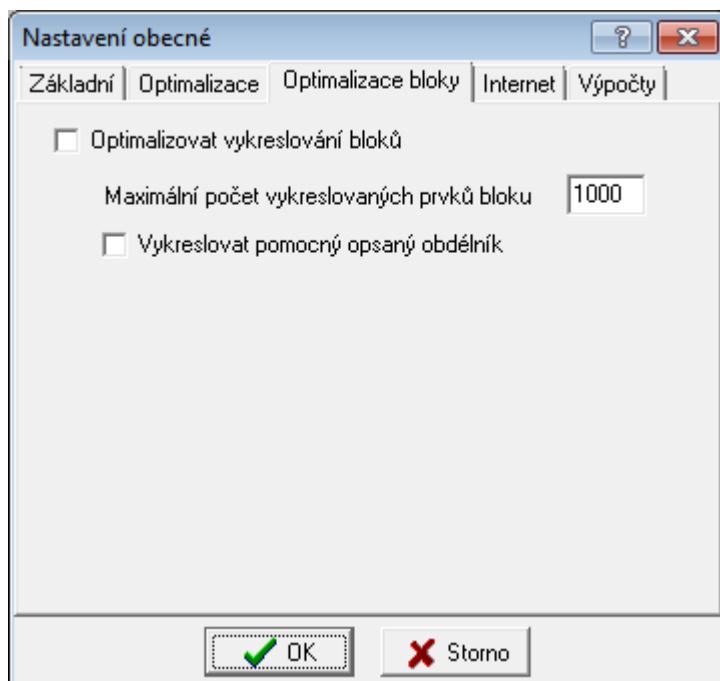 Nastavení obecné
Základní Optimalizace Optimalizace bloky Internet Výpočty
Optimalizovat vykreslování bloků
Maximální počet vykreslovaných prvků bloku 1000
Vykreslovat pomocný opsaný obdélník
OK Storno